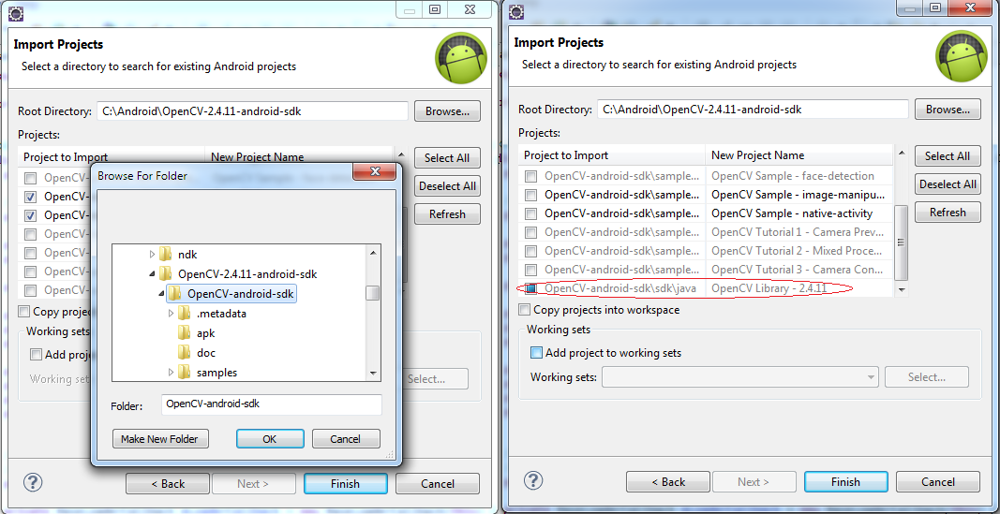 Import Projects
Select a directory to search for existing Android projects
Root Directory: C:\Android\OpenCV-2.4.11-android-sdk Browse...
Projects:
Project to Import New Project Name Select All
OpenCV
OpenCV Deselect All
OpenCV Refresh
OpenCV
OpenCV
OpenCV
OpenCV
Copy projec
Working sets
Add proje
Working set Select...
Browse For Folder
ndk
OpenCV-2.4.11-android-sdk
OpenCV-android-sdk
.metadata
apk
doc
samples
Folder: OpenCV-android-sdk
Make New Folder OK Cancel
? < Back Next > Finish Cancel
Import Projects
Select a directory to search for existing Android projects
Root Directory: C:\Android\OpenCV-2.4.11-android-sdk Browse...
Projects:
Project to Import New Project Name Select All
OpenCV-android-sdk\sample... OpenCV Sample - face-detection
OpenCV-android-sdk\sample... OpenCV Sample - image-manipu... Deselect All
OpenCV-android-sdk\sample... OpenCV Sample - native-activity Refresh
OpenCV-android-sdk\sample... OpenCV Tutorial 1 - Camera Prev...
OpenCV-android-sdk\sample... OpenCV Tutorial 2 - Mixed Proce...
OpenCV-android-sdk\sample... OpenCV Tutorial 3 - Camera Con...
OpenCV-android-sdk\sdk\java OpenCV Library - 2.4.11
Copy projects into workspace
Working sets
Add project to working sets
Working sets: Select...
? < Back Next > Finish Cancel